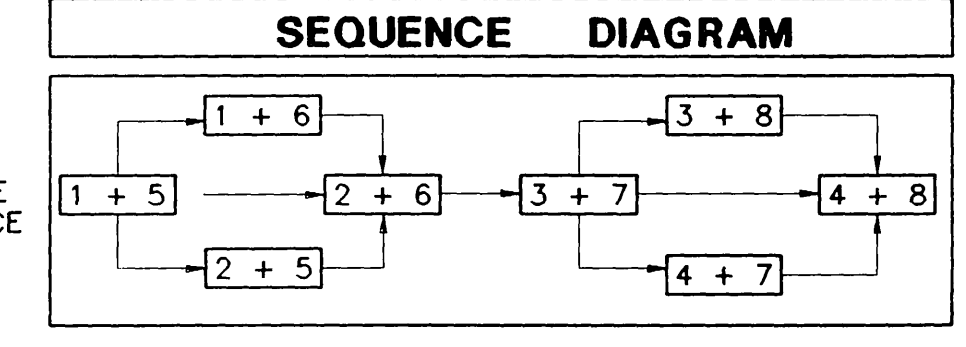 SEQUENCE DIAGRAM
1 + 6
3 + 8
1 + 5
2 + 6
3 + 7
4 + 8
2 + 5
4 + 7